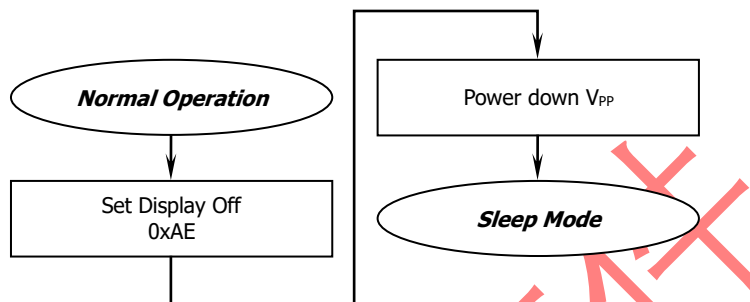 Normal Operation
Set Display Off
0xAE
Power down VPP
Sleep Mode